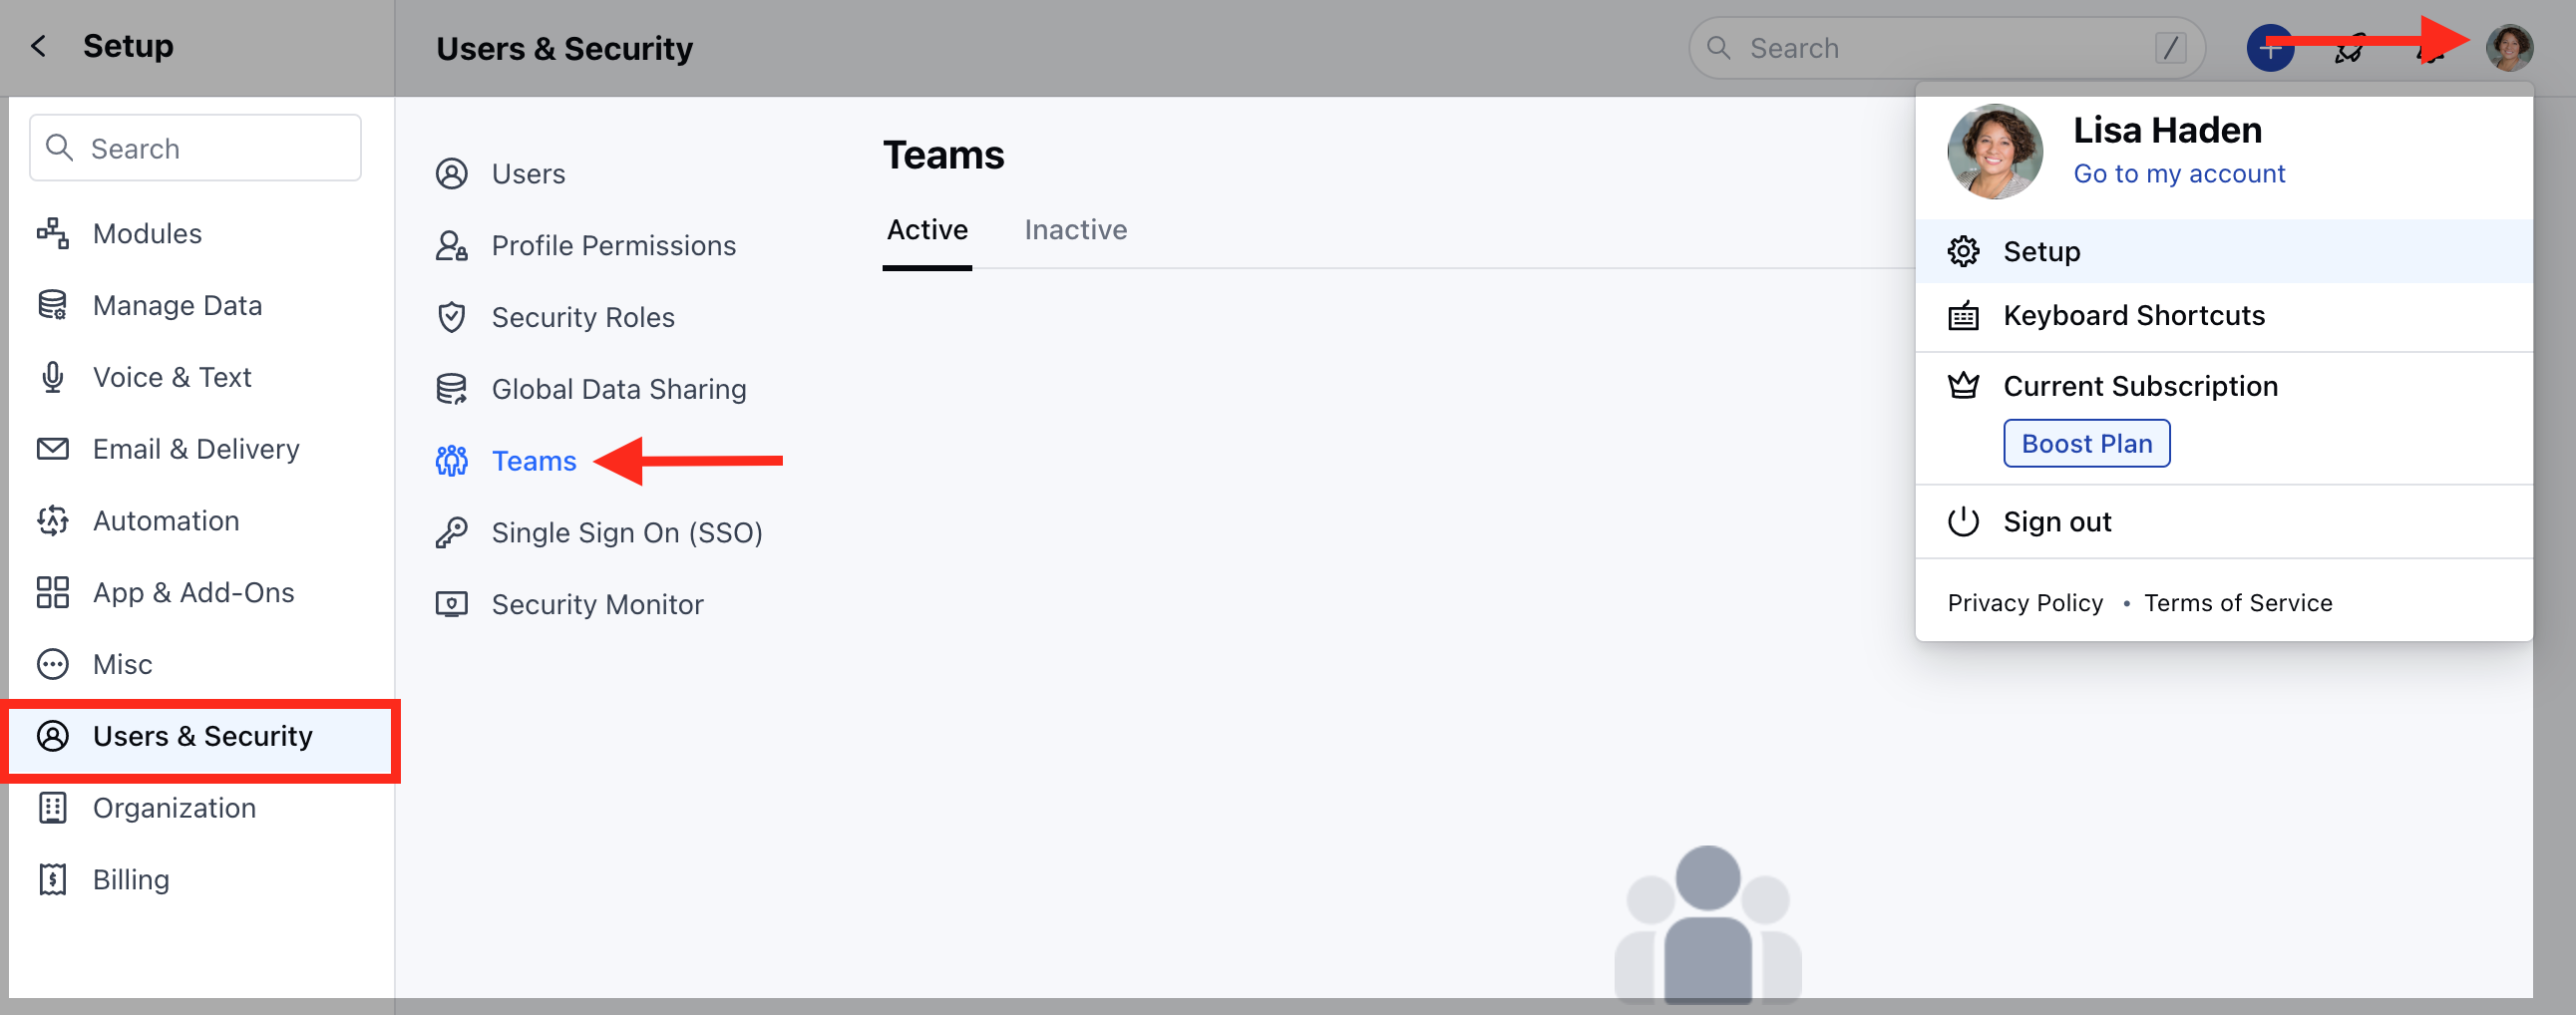 Setup
Users & Security
Search
/
Search
Modules
Manage Data
Voice & Text
Email & Delivery
Automation
App & Add-Ons
Misc
Users & Security
Organization
Billing
Users
Profile Permissions
Security Roles
Global Data Sharing
Teams
Single Sign On (SSO)
Security Monitor
Teams
Active Inactive
Lisa Haden
Go to my account
Setup
Keyboard Shortcuts
Current Subscription
Boost Plan
Sign out
Privacy Policy • Terms of Service